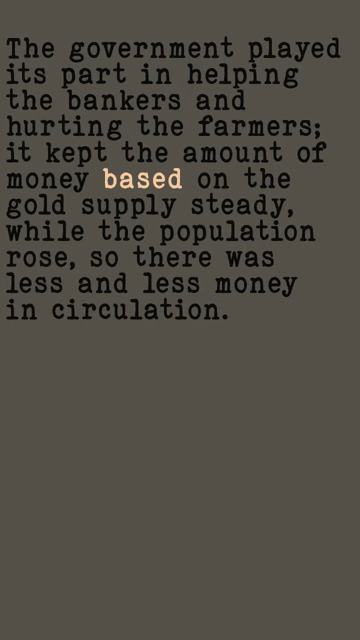 The government played
its part in helping
the bankers and
hurting the farmers;
it kept the amount of
money based on the
gold supply steady,
while the population
rose, so there was
less and less money
in circulation.